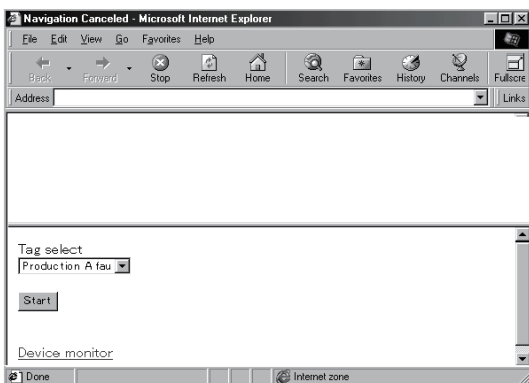 Navigation Canceled - Microsoft Internet Explorer
File Edit View Go Favorites Help
Back Forward Stop Refresh Home Search Favorites History Channels Fullscre
Address Links
Tag select
Production A fau
Start
Device monitor
Done Internet zone